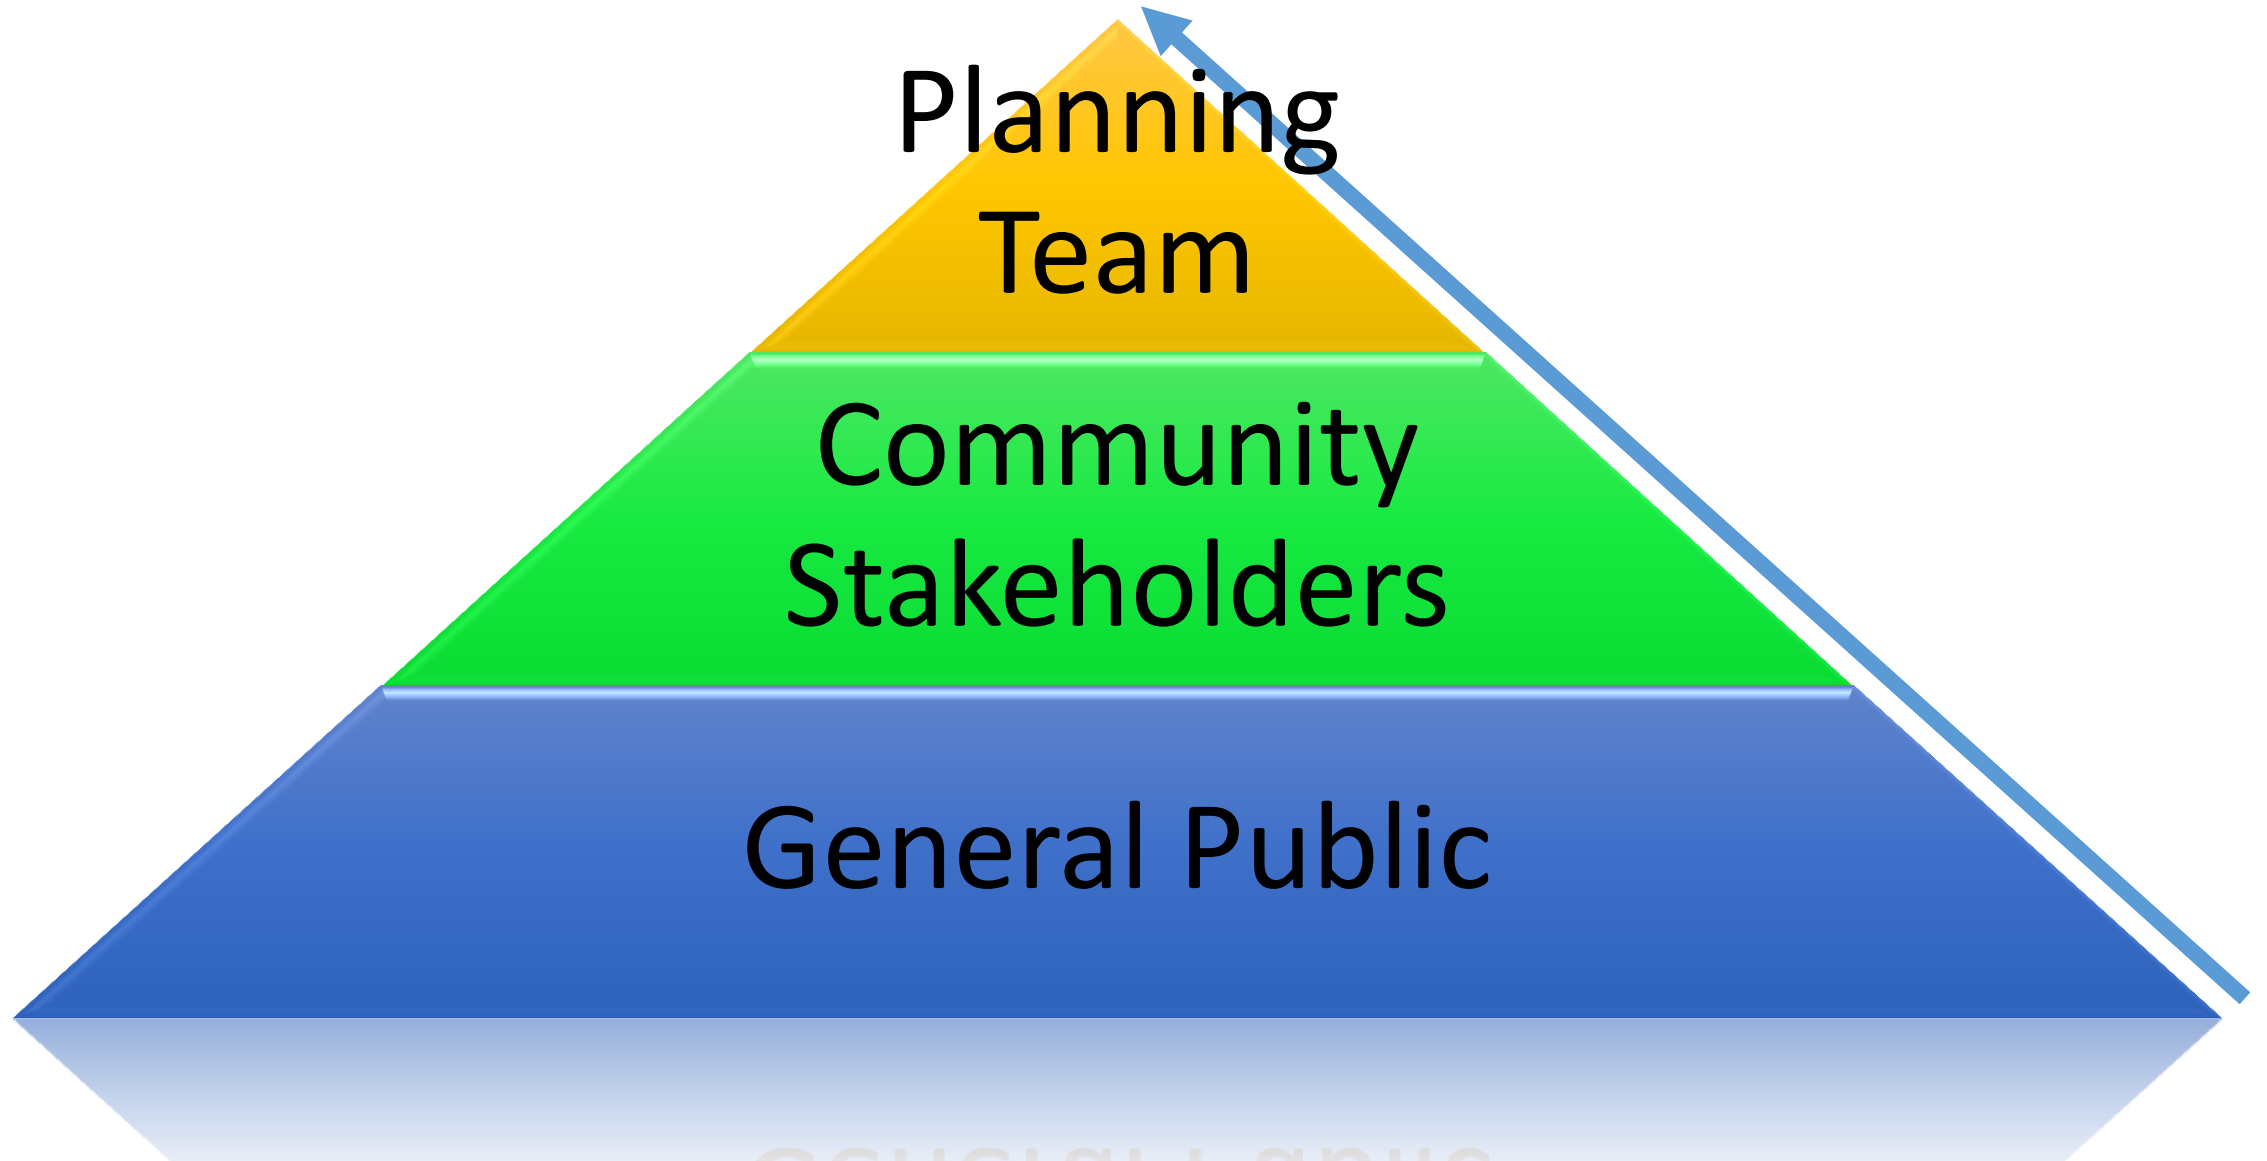 Planning
Team
Community
Stakeholders
General Public